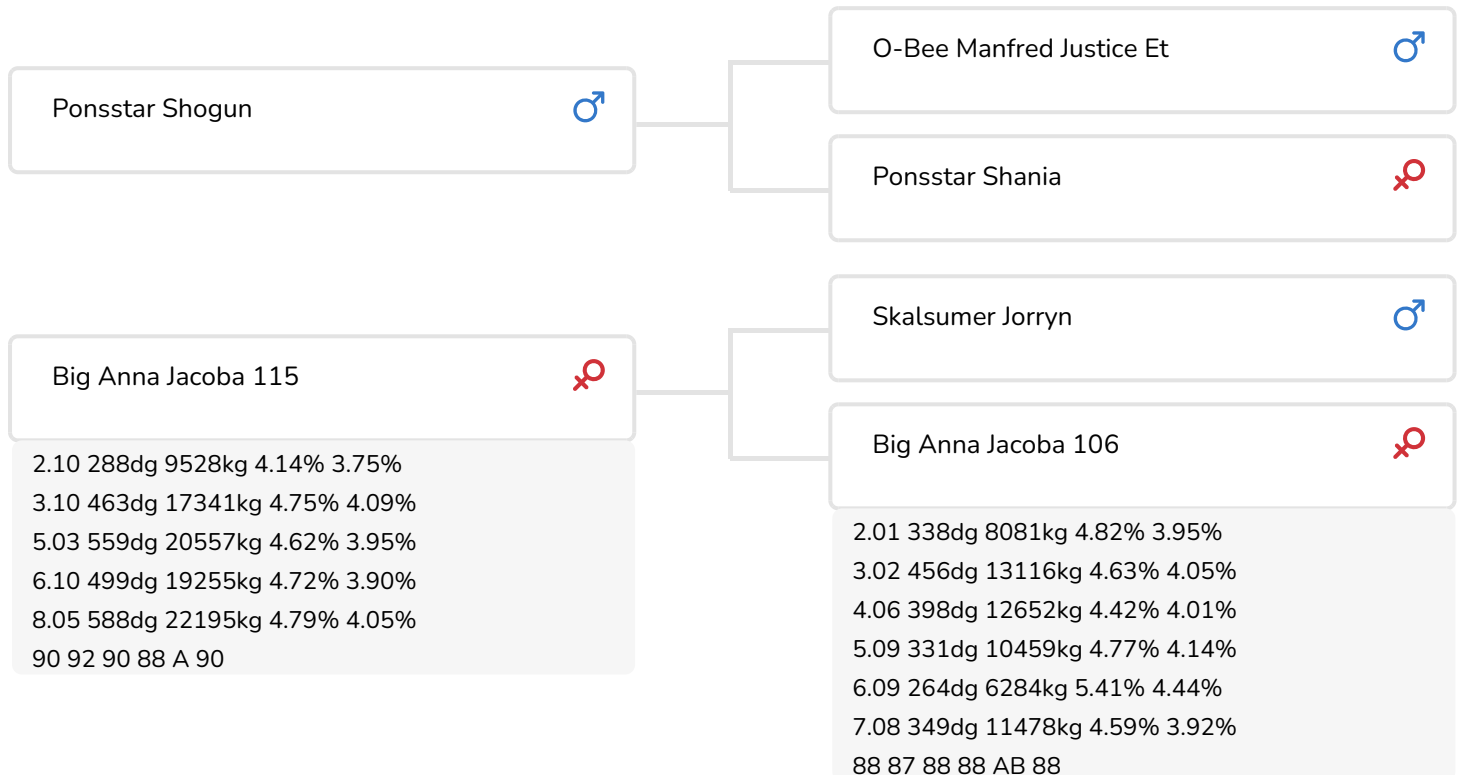 O-Bee Manfred Justice Et
Ponsstar Shogun
Ponsstar Shania
Skalsumer Jorryn
Big Anna Jacoba 115
2.10 288dg 9528kg 4.14% 3.75%
3.10 463dg 17341kg 4.75% 4.09%
5.03 559dg 20557kg 4.62% 3.95%
6.10 499dg 19255kg 4.72% 3.90%
8.05 588dg 22195kg 4.79% 4.05%
90 92 90 88 A 90
Big Anna Jacoba 106
2.01 338dg 8081kg 4.82% 3.95%
3.02 456dg 13116kg 4.63% 4.05%
4.06 398dg 12652kg 4.42% 4.01%
5.09 331dg 10459kg 4.77% 4.14%
6.09 264dg 6284kg 5.41% 4.44%
7.08 349dg 11478kg 4.59% 3.92%
88 87 88 88 AB 88